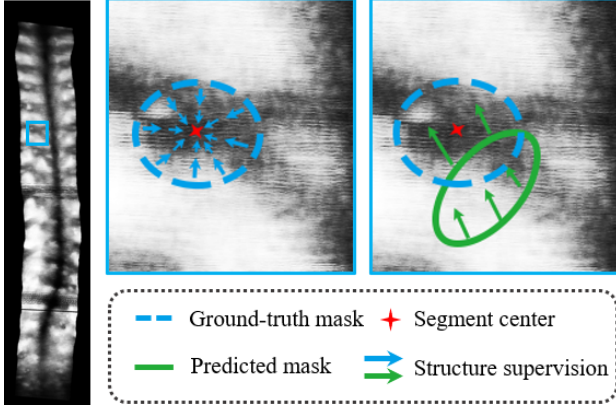 Ground-truth mask
Segment center
Predicted mask
Structure supervision